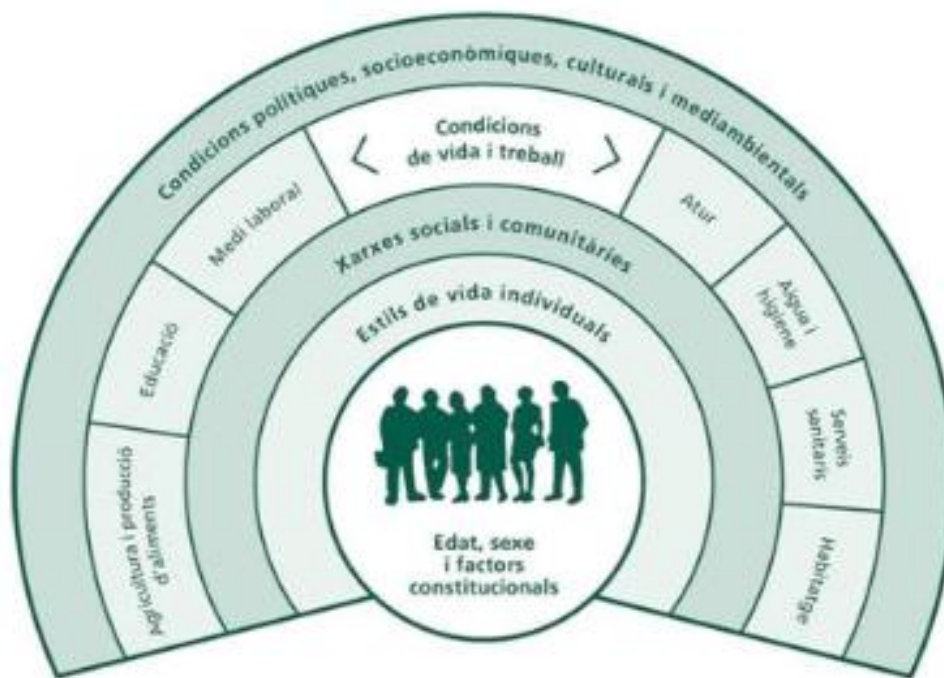 Condicions polítiques, socioeconòmiques, culturals i mediambientals
Condicions
de vida i treball
Agricultura i producció
d'aliments
Educació
Medi laboral
Atur
Aigua i
higiene
Serveis
sanitaris
Habitatge
Xarxes socials i comunitàries
Estils de vida individuals
Edat, sexe
i factors
constitucionals